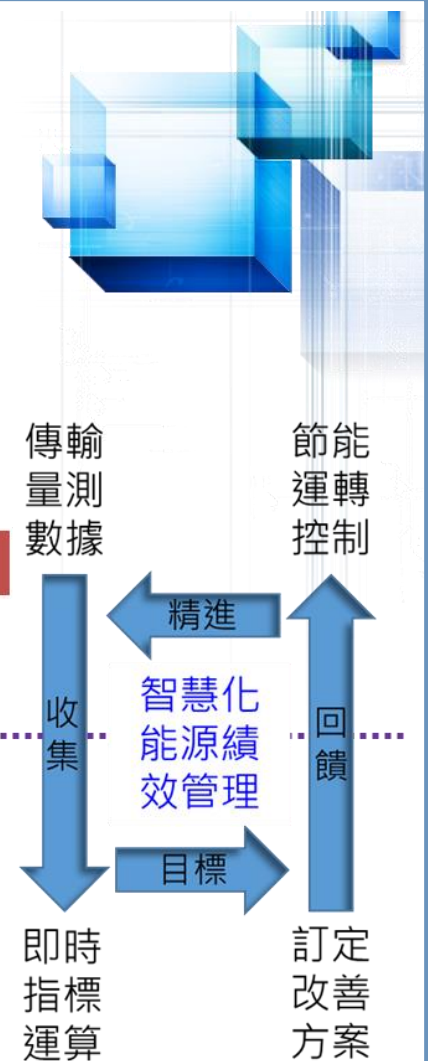 傳輸
量測
數據
節能
運轉
控制
精進
收
集
智慧化
能源績
效管理
回
饋
目標
即時
指標
運算
訂定
改善
方案